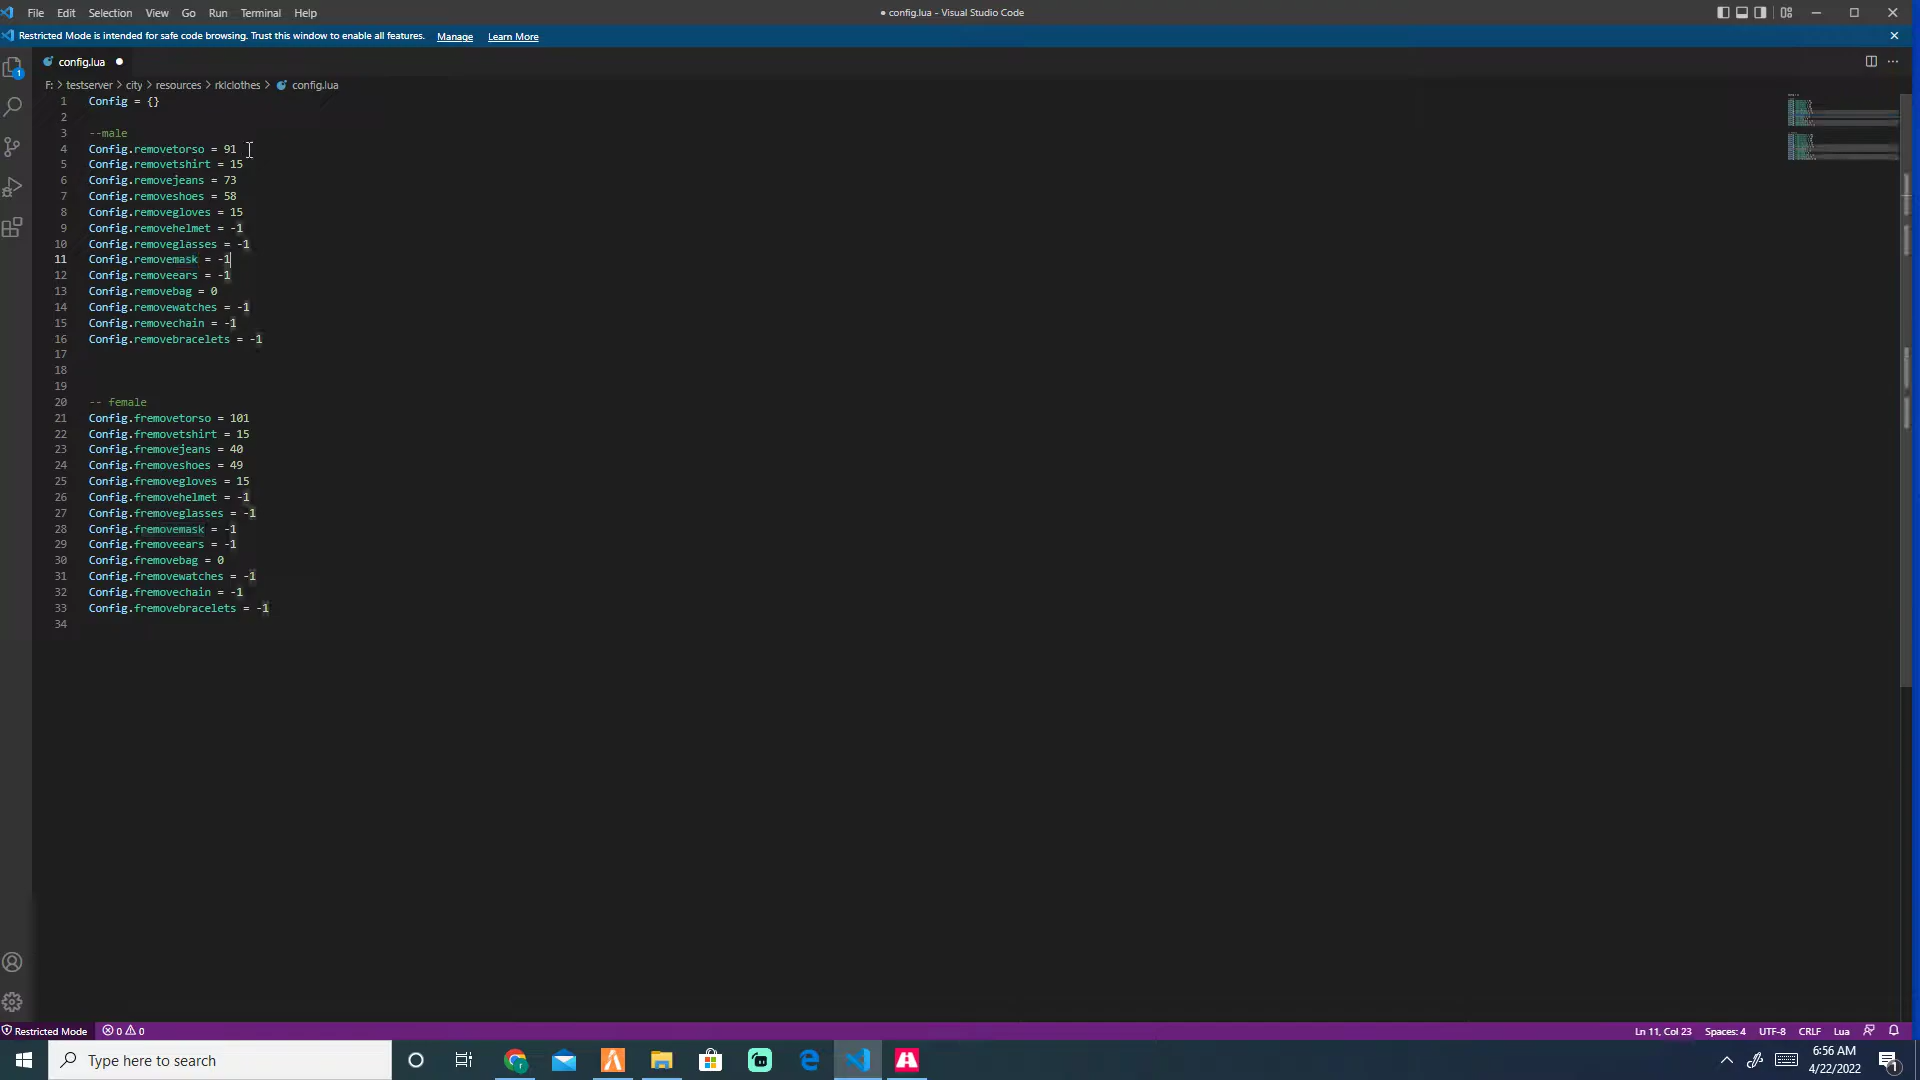 File Edit Selection View Go Run Terminal Help
● config.lua - Visual Studio Code
Restricted Mode is intended for safe code browsing. Trust this window to enable all features. Manage Learn More
config.lua ●
F: > testserver > city > resources > rklclothes > config.lua
1 Config = {}
2
3 --male
4 Config.removetorso = 91
5 Config.removetshirt = 15
6 Config.removejeans = 73
7 Config.removeshoes = 58
8 Config.removegloves = 15
9 Config.removehelmet = -1
10 Config.removeglasses = -1
11 Config.removemask = -1
12 Config.removeears = -1
13 Config.removebag = 0
14 Config.removewatches = -1
15 Config.removechain = -1
16 Config.removebracelets = -1
17
18
19
20 -- female
21 Config.fremovetorso = 101
22 Config.fremovetshirt = 15
23 Config.fremovejeans = 40
24 Config.fremoveshoes = 49
25 Config.fremovegloves = 15
26 Config.fremovehelmet = -1
27 Config.fremoveglasses = -1
28 Config.fremovemask = -1
29 Config.fremoveears = -1
30 Config.fremovebag = 0
31 Config.fremovewatches = -1
32 Config.fremovechain = -1
33 Config.fremovebracelets = -1
34
Restricted Mode 0 0
Ln 11, Col 23 Spaces: 4 UTF-8 CRLF Lua
Type here to search
6:56 AM
4/22/2022